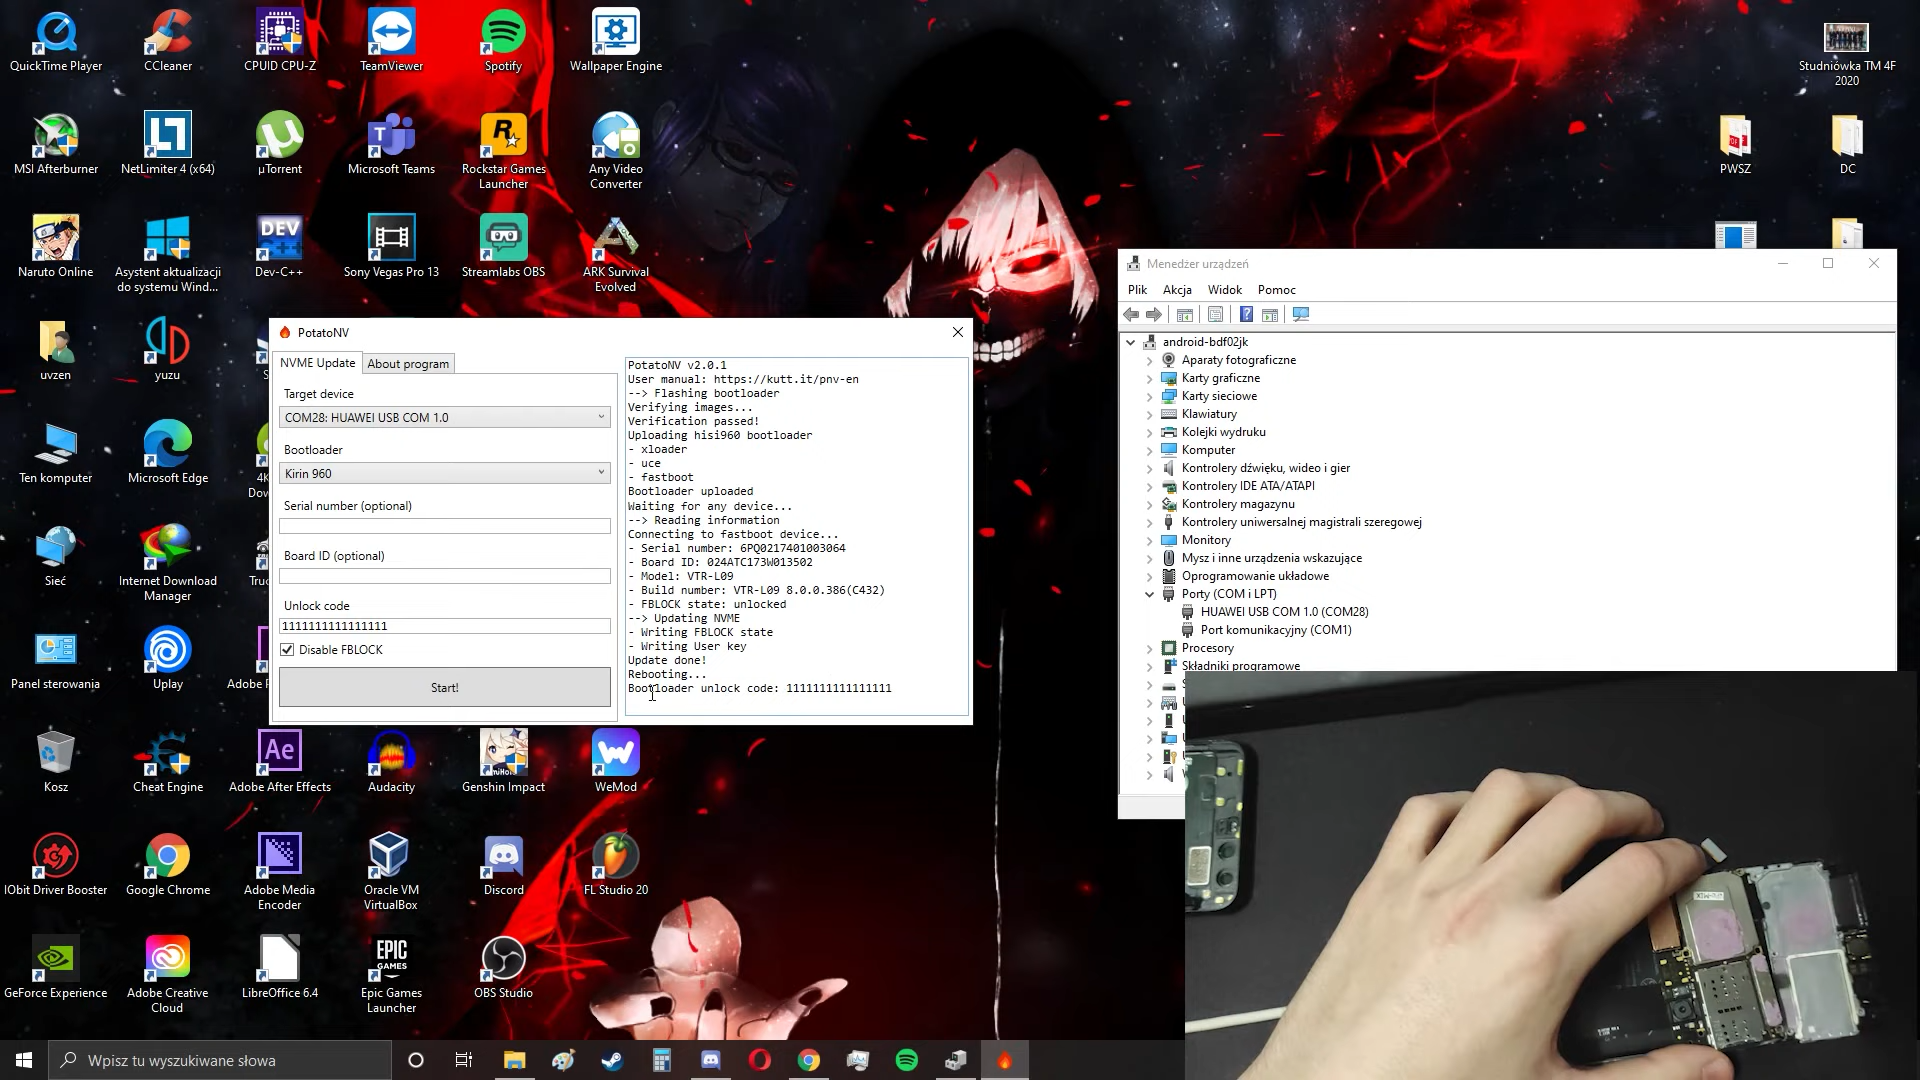 QuickTime Player
CCleaner
CPUID CPU-Z
TeamViewer
Spotify
Wallpaper Engine
Studniówka TM 4F
2020
MSI Afterburner
NetLimiter 4 (x64)
µTorrent
Microsoft Teams
Rockstar Games
Launcher
Any Video
Converter
PWSZ
DC
Naruto Online
Asystent aktualizacji
do systemu Wind...
DEV
Dev-C++
Sony Vegas Pro 13
Streamlabs OBS
ARK Survival
Evolved
uvzen
yuzu
Ten komputer
Microsoft Edge
Sieć
Internet Download
Manager
Panel sterowania
Uplay
Kosz
Cheat Engine
Adobe After Effects
Audacity
Genshin Impact
WeMod
IObit Driver Booster
Google Chrome
Adobe Media
Encoder
Oracle VM
VirtualBox
Discord
FL Studio 20
GeForce Experience
Adobe Creative
Cloud
LibreOffice 6.4
EPIC
GAMES
Epic Games
Launcher
OBS Studio
PotatoNV
NVME Update
About program
Target device
COM28: HUAWEI USB COM 1.0
Bootloader
Kirin 960
Serial number (optional)
Board ID (optional)
Unlock code
1111111111111111
Disable FBLOCK
Start!
PotatoNV v2.0.1
User manual: https://kutt.it/pnv-en
--> Flashing bootloader
Verifying images...
Verification passed!
Uploading hisi960 bootloader
- xloader
- uce
- fastboot
Bootloader uploaded
Waiting for any device...
--> Reading information
Connecting to fastboot device...
- Serial number: 6PQ0217401003064
- Board ID: 024ATC173W013502
- Model: VTR-L09
- Build number: VTR-L09 8.0.0.386(C432)
- FBLOCK state: unlocked
--> Updating NVME
- Writing FBLOCK state
- Writing User key
Update done!
Rebooting...
Bootloader unlock code: 1111111111111111
Menedżer urządzeń
Plik Akcja Widok Pomoc
android-bdf02jk
Aparaty fotograficzne
Karty graficzne
Karty sieciowe
Klawiatury
Kolejki wydruku
Komputer
Kontrolery dźwięku, wideo i gier
Kontrolery IDE ATA/ATAPI
Kontrolery magazynu
Kontrolery uniwersalnej magistrali szeregowej
Monitory
Mysz i inne urządzenia wskazujące
Oprogramowanie układowe
Porty (COM i LPT)
HUAWEI USB COM 1.0 (COM28)
Port komunikacyjny (COM1)
Procesory
Składniki programowe
Wpisz tu wyszukiwane słowa